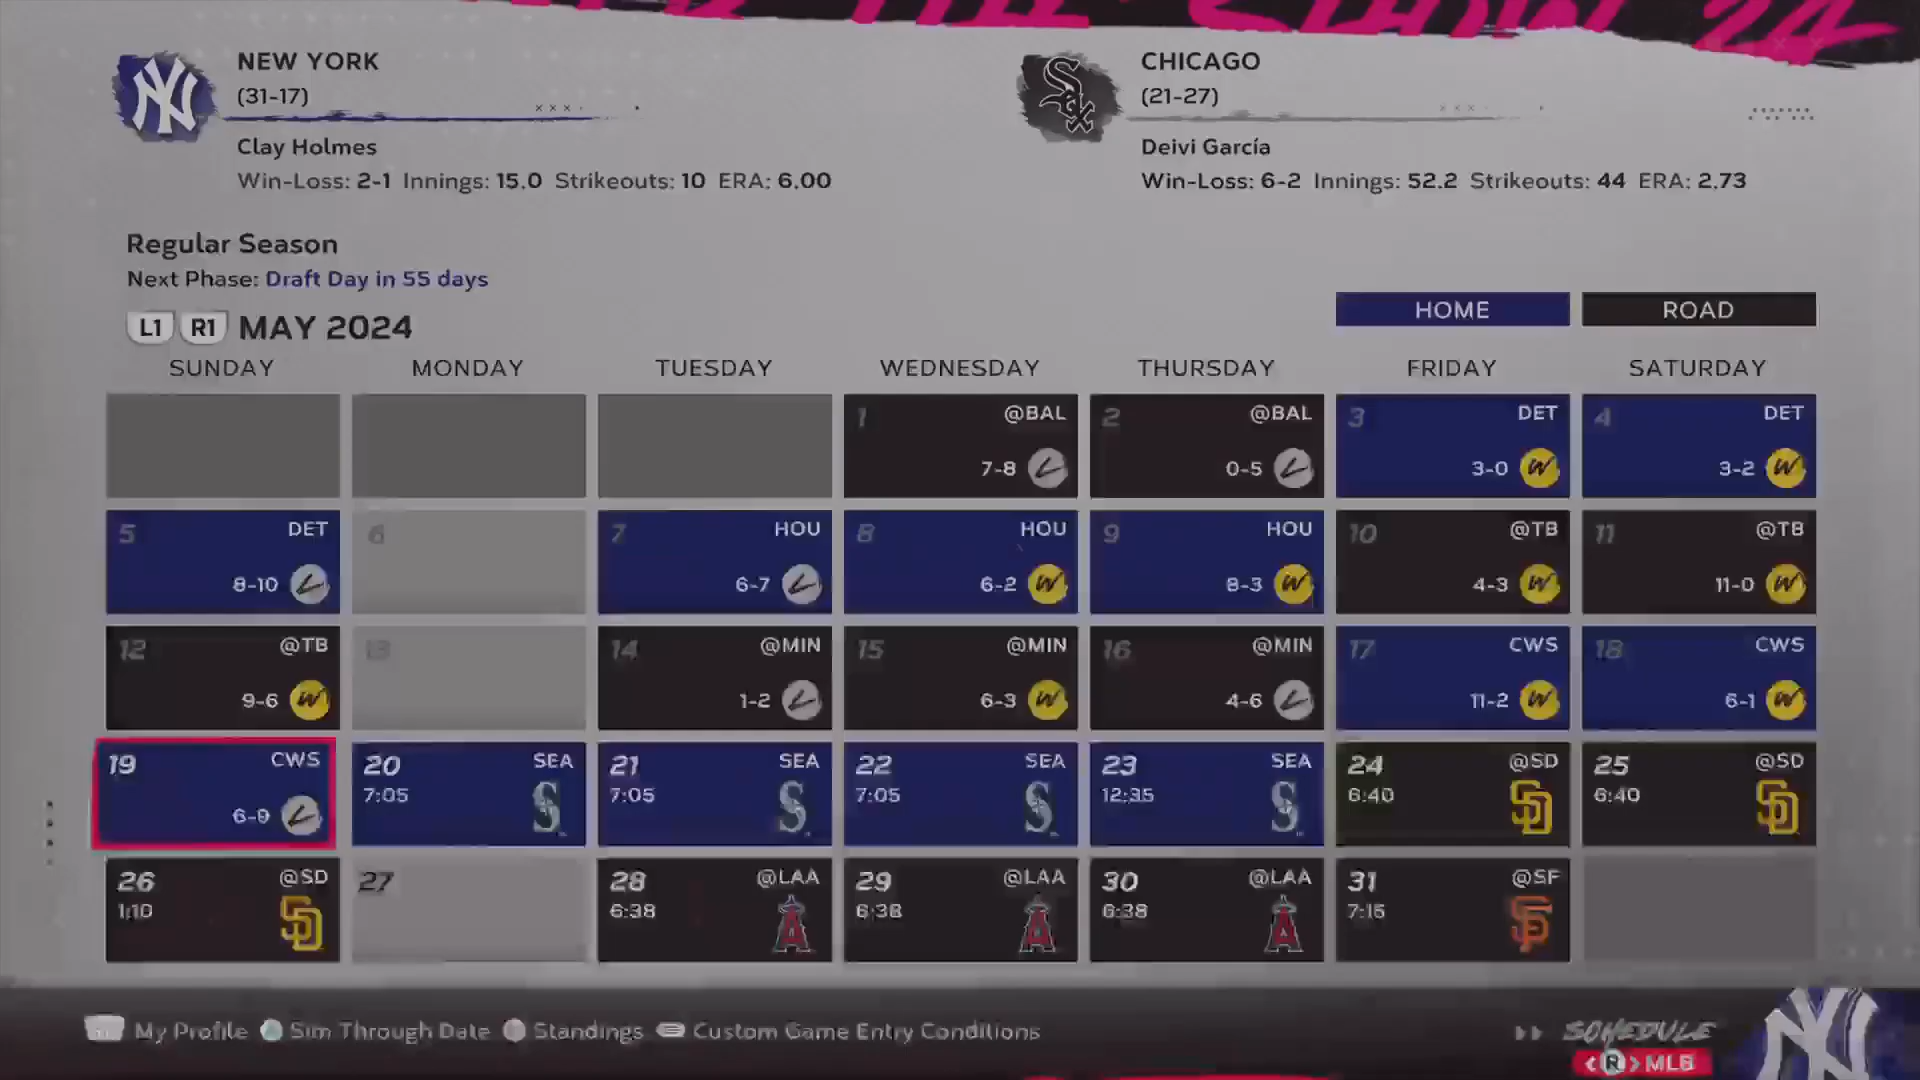 NEW YORK
(31-17)
Clay Holmes
Win-Loss: 2-1 Innings: 15.0 Strikeouts: 10 ERA: 6.00
CHICAGO
(21-27)
Deivi García
Win-Loss: 6-2 Innings: 52.2 Strikeouts: 44 ERA: 2.73
Regular Season
Next Phase: Draft Day in 55 days
L1 R1 MAY 2024
HOME ROAD
SUNDAY MONDAY TUESDAY WEDNESDAY THURSDAY FRIDAY SATURDAY
1 @BAL 2 @BAL 3 DET 4 DET
7-8 L 0-5 L 3-0 W 3-2 W
5 DET 6 7 HOU 8 HOU 9 HOU 10 @TB 11 @TB
8-10 L 6-7 L 6-2 W 8-3 W 4-3 W 11-0 W
12 @TB 13 14 @MIN 15 @MIN 16 @MIN 17 CWS 18 CWS
9-6 W 1-2 L 6-3 W 4-6 L 11-2 W 6-1 W
19 CWS 20 SEA 21 SEA 22 SEA 23 SEA 24 @SD 25 @SD
6-9 L 7:05 7:05 7:05 12:35 6:40 6:40
26 @SD 27 28 @LAA 29 @LAA 30 @LAA 31 @SF
1:10 6:38 6:38 6:38 7:15
My Profile Sim Through Date Standings Custom Game Entry Conditions
SCHEDULE
R MLB